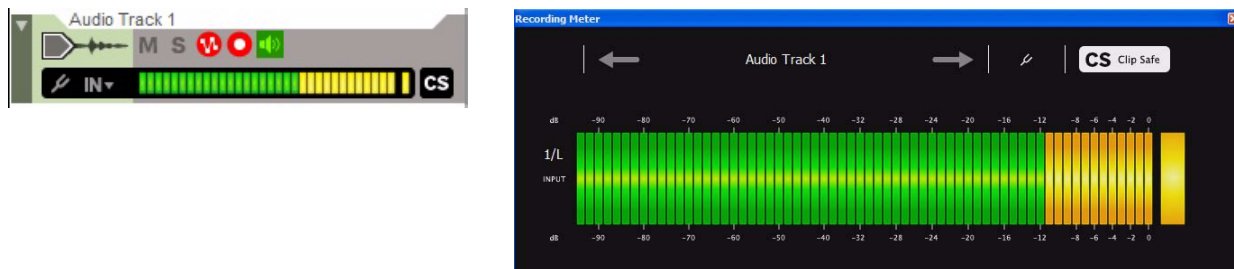 Audio Track 1
M S
IN
CS
Recording Meter
Audio Track 1
CS Clip Safe
dB -90 -80 -70 -60 -50 -40 -32 -28 -24 -20 -16 -12 -8 -6 -4 -2 0
1/L
INPUT
dB -90 -80 -70 -60 -50 -40 -32 -28 -24 -20 -16 -12 -8 -6 -4 -2 0